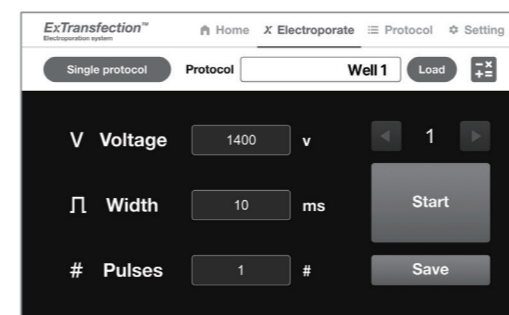 ExTransfection™
Electroporation system
Home
X Electroporate
Protocol
Setting
Single protocol
Protocol
Well 1
Load
V Voltage 1400 v
1
Width 10 ms
Start
# Pulses 1 #
Save